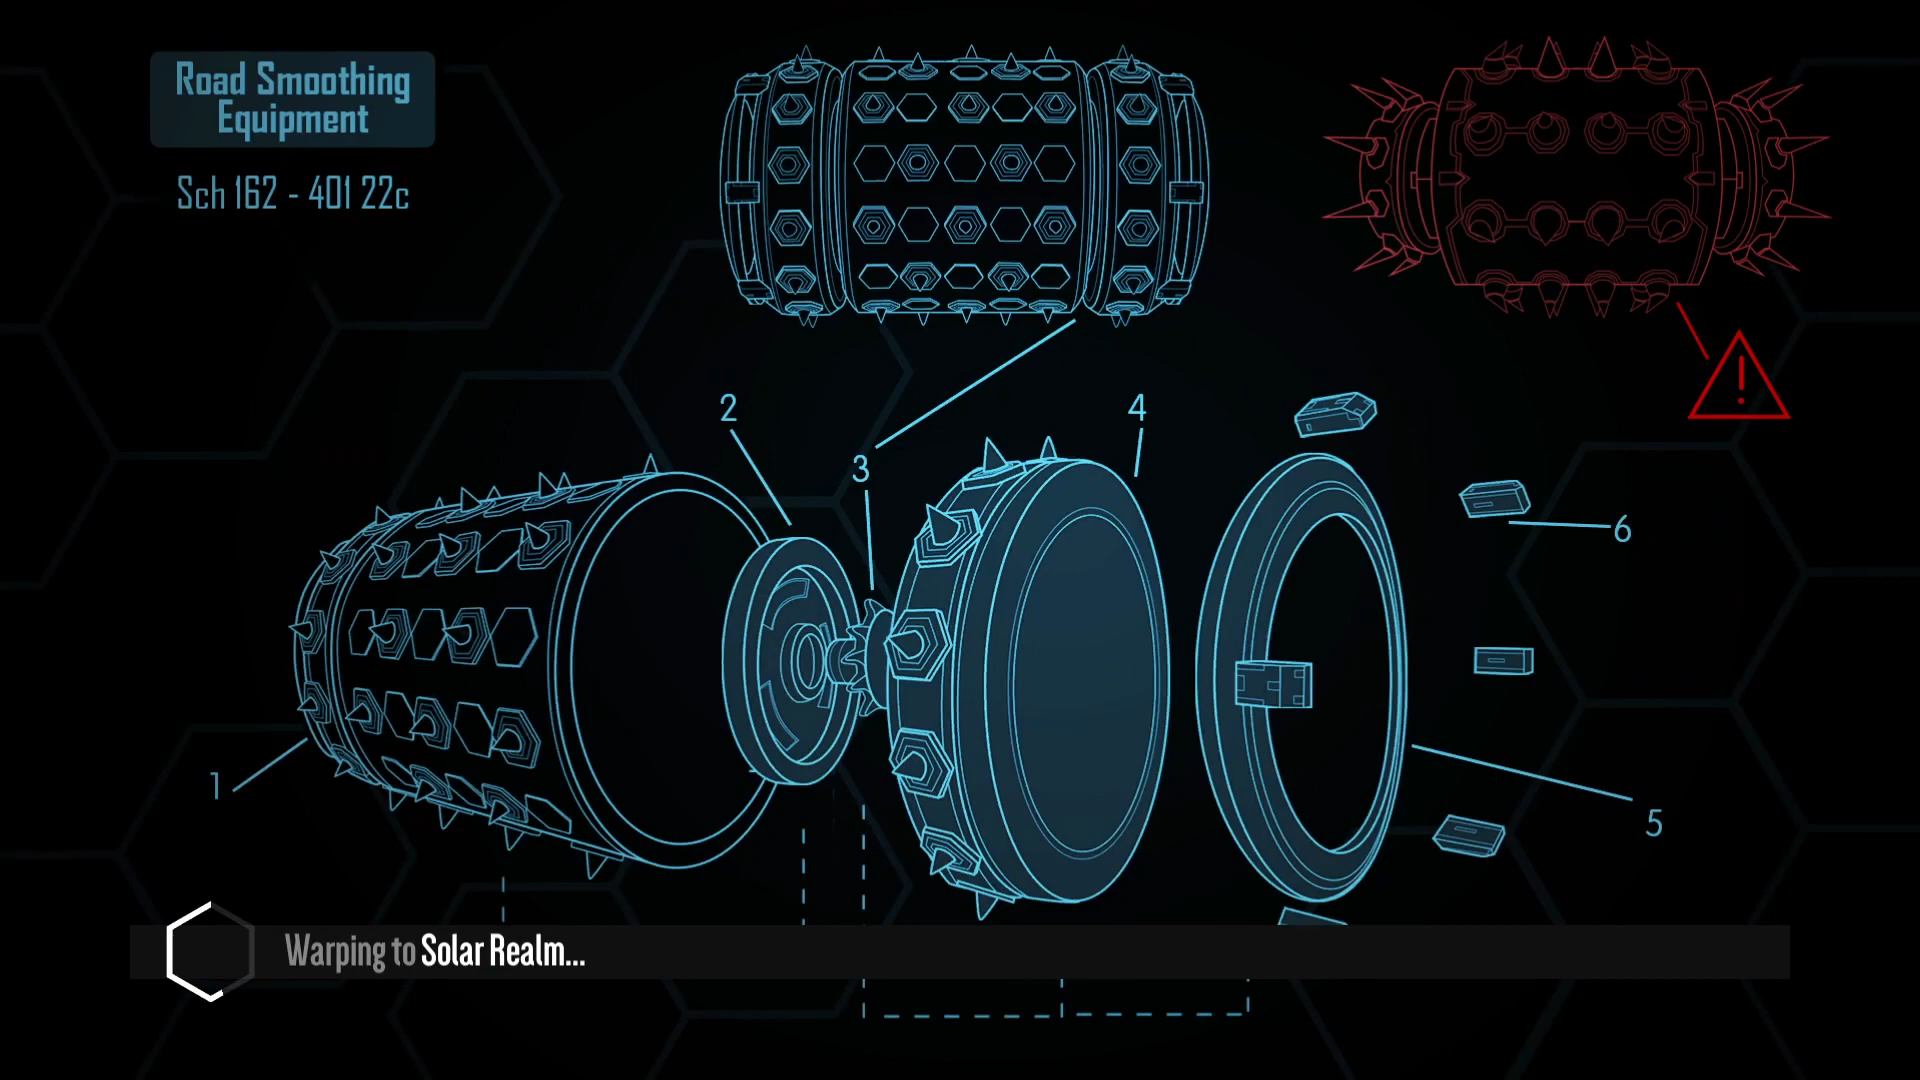 Road Smoothing
Equipment
Sch 162 - 401 22c
2
4
3
6
1
5
Warping to Solar Realm...